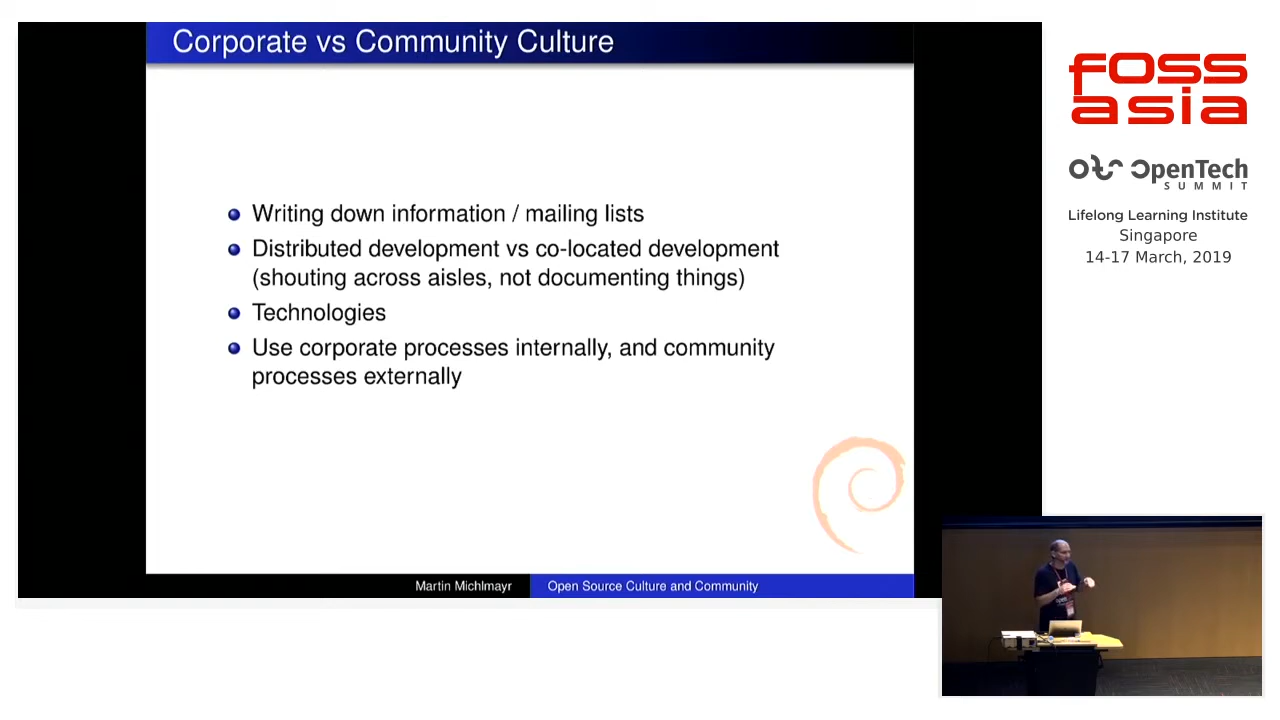 Corporate vs Community Culture
Writing down information / mailing lists
Distributed development vs co-located development
(shouting across aisles, not documenting things)
Technologies
Use corporate processes internally, and community
processes externally
Martin Michlmayr
Open Source Culture and Community
fOSS
asia
OpenTech
SUMMIT
Lifelong Learning Institute
Singapore
14-17 March, 2019